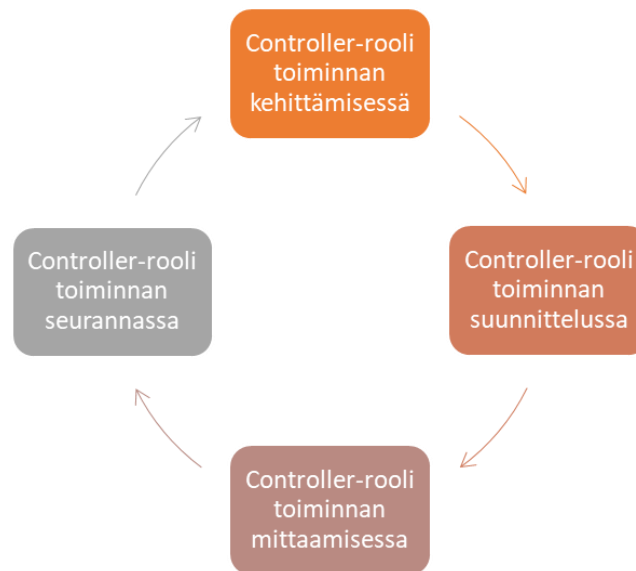 Controller-rooli
toiminnan
kehittämisessä
Controller-rooli
toiminnan
suunnittelussa
Controller-rooli
toiminnan
mittaamisessa
Controller-rooli
toiminnan
seurannassa